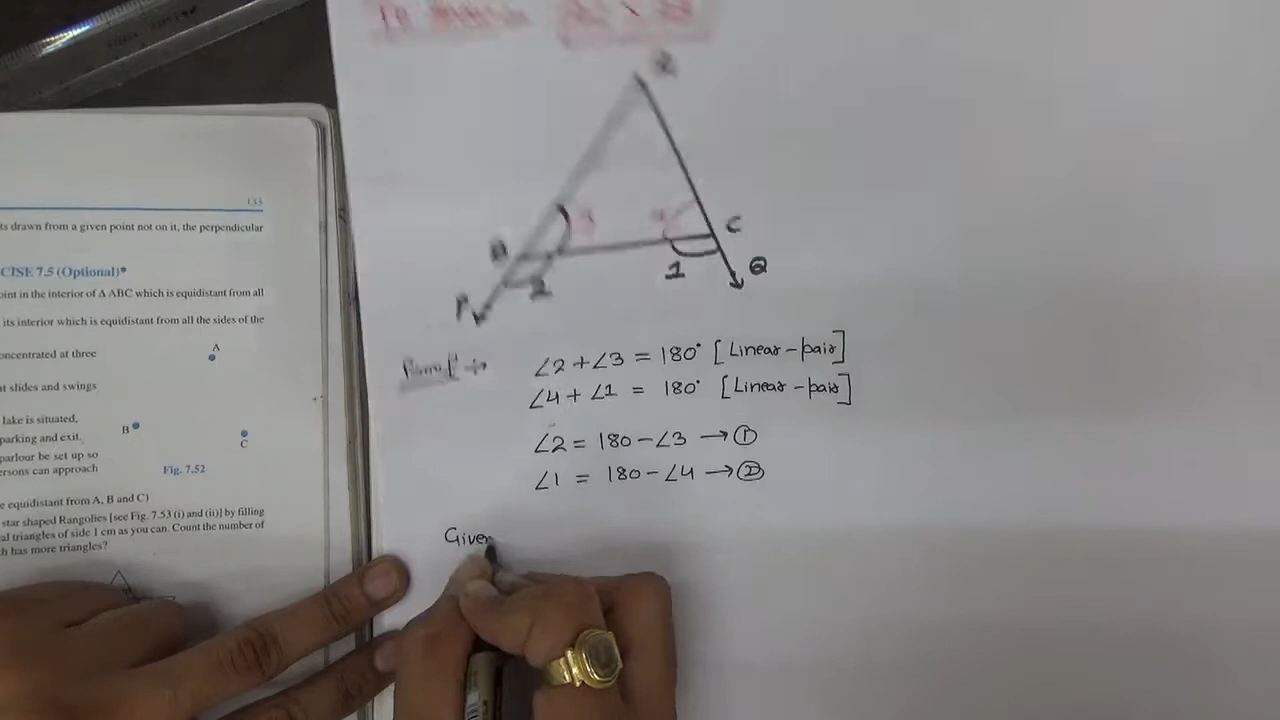 133
ts drawn from a given point not on it, the perpendicular
CISE 7.5 (Optional)*
oint in the interior of Δ ABC which is equidistant from all
its interior which is equidistant from all the sides of the
oncentrated at three
at slides and swings
lake is situated,
parking and exit.
parlour be set up so
ersons can approach
A
B
C
Fig. 7.52
e equidistant from A, B and C)
star shaped Rangolies [see Fig. 7.53 (i) and (ii)] by filling
al triangles of side 1 cm as you can. Count the number of
h has more triangles?
B
C
P
Q
2
1
∠2 + ∠3 = 180° [Linear-pair]
∠4 + ∠1 = 180° [Linear-pair]
∠2 = 180 - ∠3 → ①
∠1 = 180 - ∠4 → ②
Given